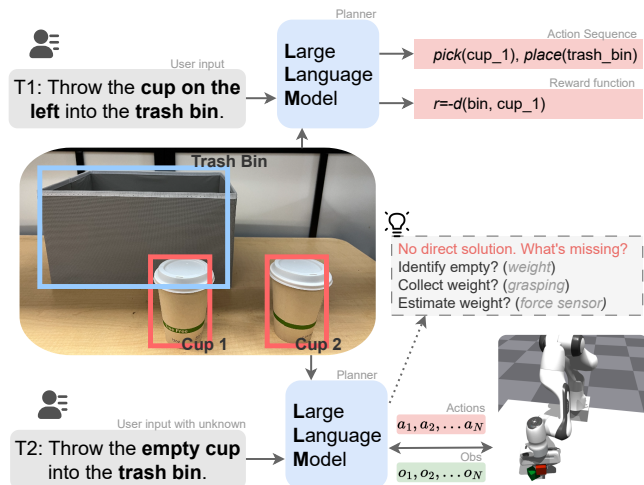 Planner
Action Sequence
User input
Large
Language
Model
pick(cup_1), place(trash_bin)
T1: Throw the cup on the
left into the trash bin.
Reward function
r=-d(bin, cup_1)
Trash Bin
Cup 1
Cup 2
No direct solution. What's missing?
Identify empty? (weight)
Collect weight? (grasping)
Estimate weight? (force sensor)
Planner
User input with unknown
Large
Language
Model
T2: Throw the empty cup
into the trash bin.
Actions
a₁, a₂, . . . a_N
Obs
o₁, o₂, . . . o_N